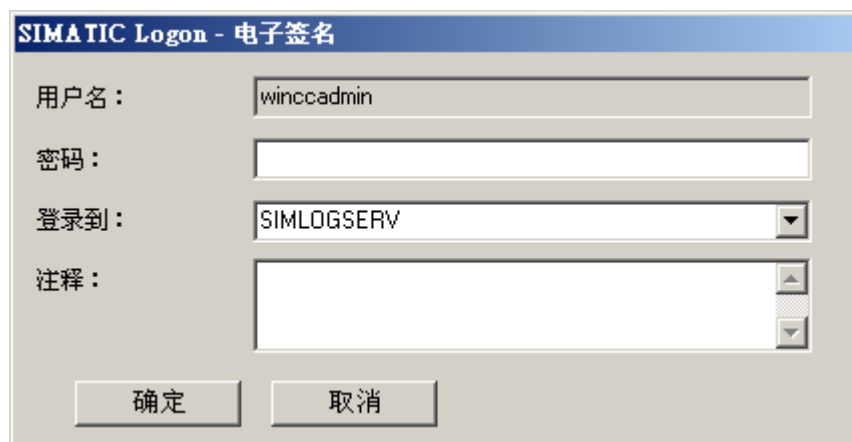 SIMATIC Logon - 电子签名
用户名：
winccadmin
密码：
登录到：
SIMLOGSERV
注释：
确定
取消